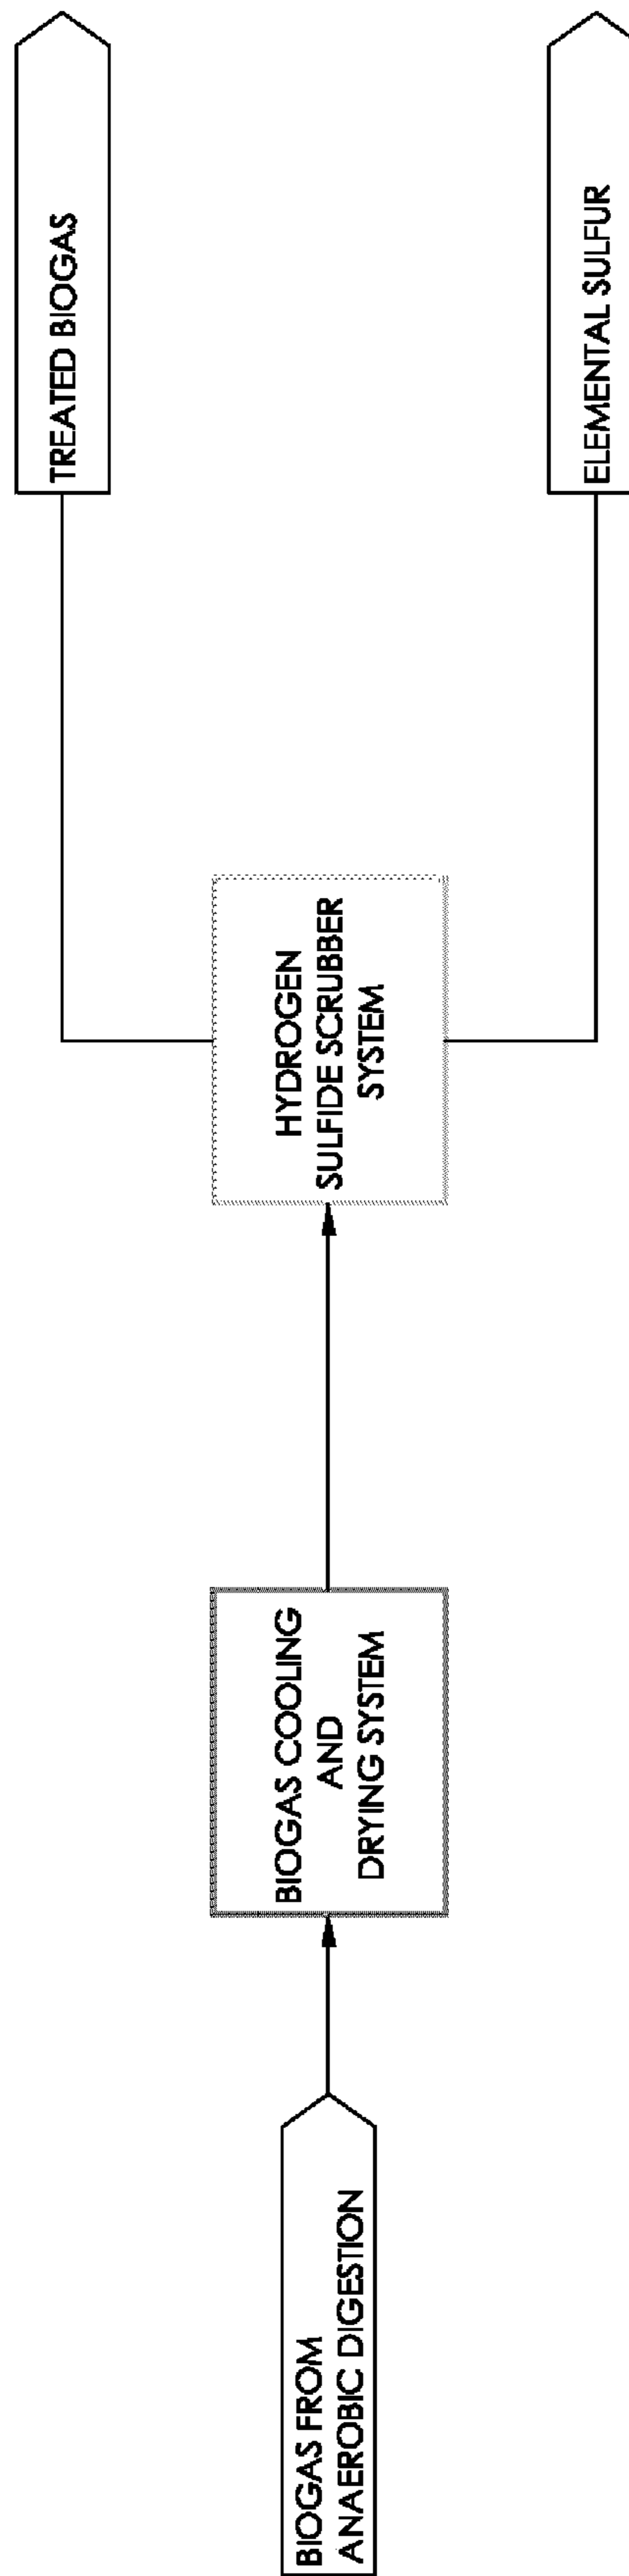 BIOGAS FROM
ANAEROBIC DIGESTION
BIOGAS COOLING
AND
DRYING SYSTEM
HYDROGEN
SULFIDE SCRUBBER
SYSTEM
TREATED BIOGAS
ELEMENTAL SULFUR